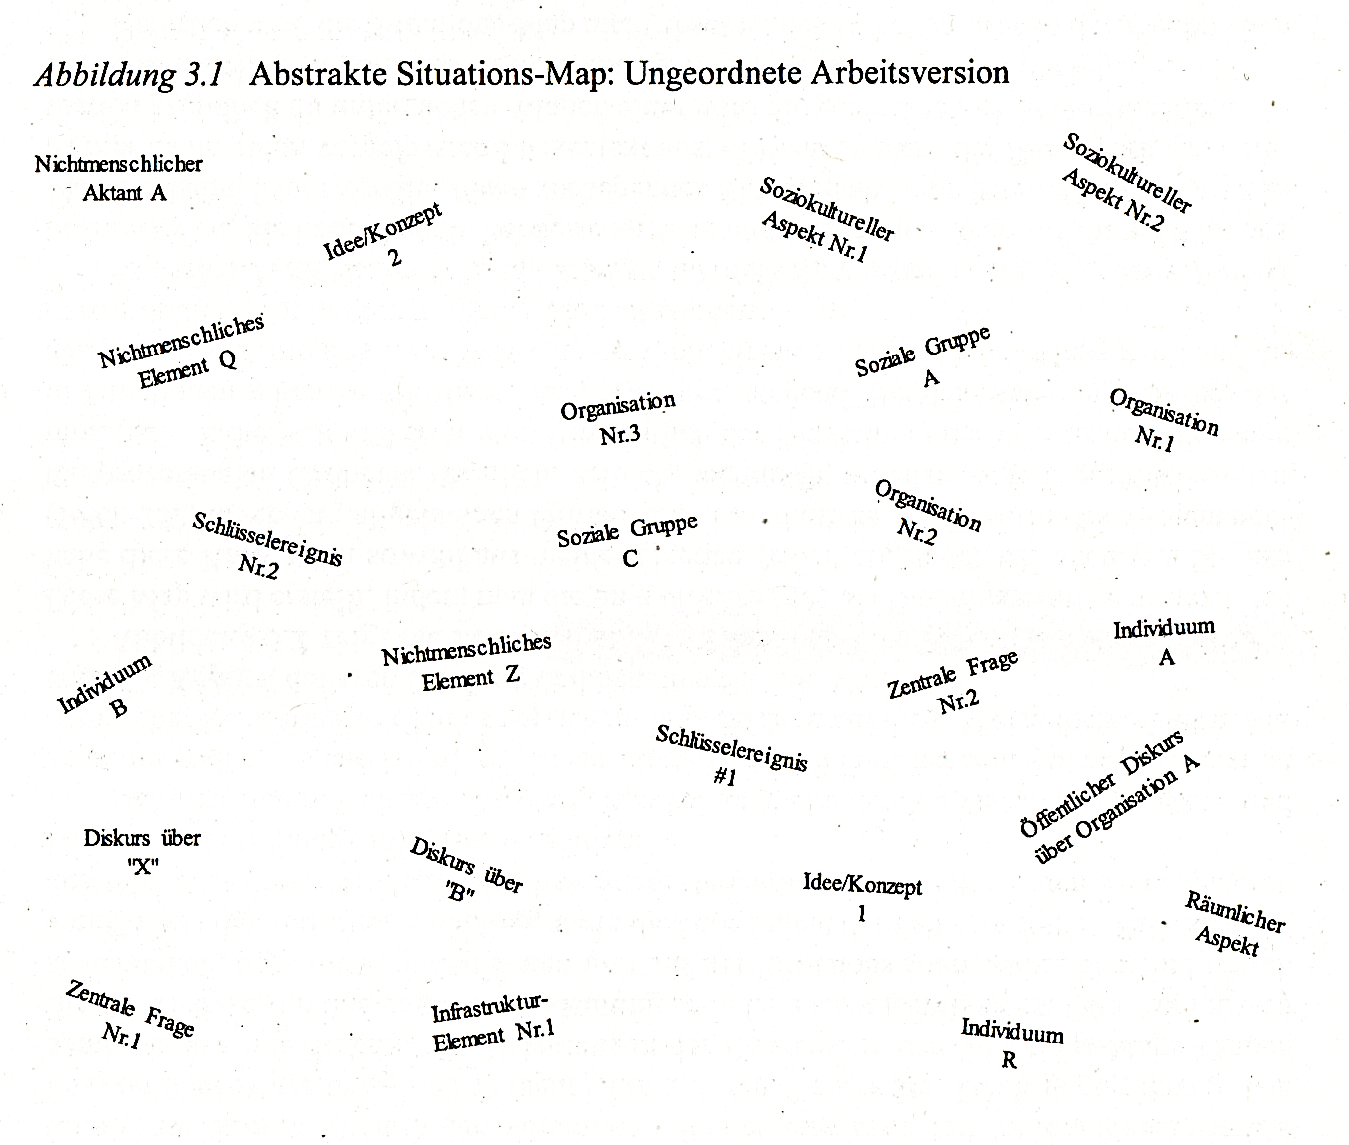 Abbildung 3.1 Abstrakte Situations-Map: Ungeordnete Arbeitsversion
Nichtmenschlicher
Aktant A
Idee/Konzept
2
Soziokultureller
Aspekt Nr.1
Soziokultureller
Aspekt Nr.2
Nichtmenschliches
Element Q
Organisation
Nr.3
Soziale Gruppe
A
Organisation
Nr.1
Schlüsselereignis
Nr.2
Soziale Gruppe
C
Organisation
Nr.2
Individuum
B
Nichtmenschliches
Element Z
Zentrale Frage
Nr.2
Individuum
A
Schlüsselereignis
#1
Öffentlicher Diskurs
über Organisation A
Diskurs über
"X"
Diskurs über
"B"
Idee/Konzept
1
Räumlicher
Aspekt
Zentrale Frage
Nr.1
Infrastruktur-
Element Nr.1
Individuum
R